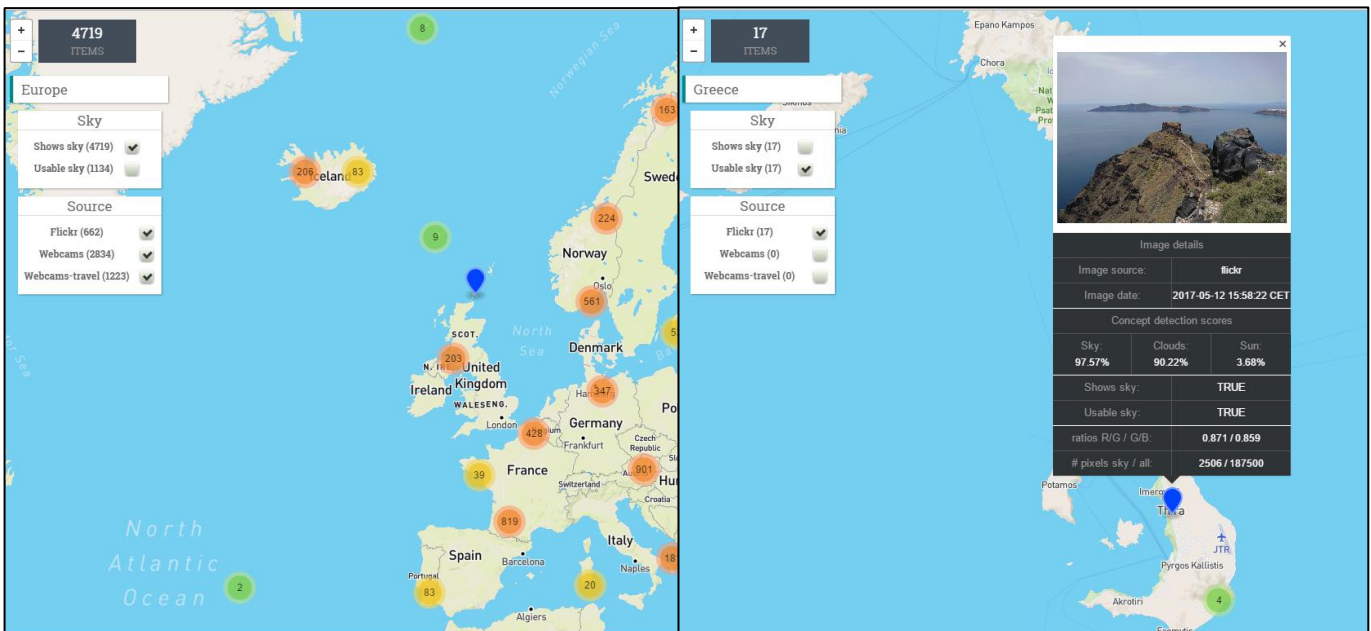 +
−
4719
ITEMS
Europe
Sky
Shows sky (4719)
Usable sky (1134)
Source
Flickr (662)
Webcams (2834)
Webcams-travel (1223)
8
Norwegian Sea
163
206
83
celand
Swed
224
9
Norway
Oslo
561
SCOT.
North
Sea
Denmark
203
United
Kingdom
Ireland
WALES
ENG.
London
347
Germany
Po
428
Frankfurt
Czech
Republic
France
39
901
Switzerland
Hu
Croatia
819
Italy
Spain
Barcelona
Naples
Portugal
83
20
Algiers
North
Atlantic
Ocean
2
+
−
17
ITEMS
Greece
Sky
Shows sky (17)
Usable sky (17)
Source
Flickr (17)
Webcams (0)
Webcams-travel (0)
Epano Kampos
Chora
×
Image details
Image source: flickr
Image date: 2017-05-12 15:58:22 CET
Concept detection scores
Sky: Clouds: Sun:
97.57% 90.22% 3.68%
Shows sky: TRUE
Usable sky: TRUE
ratios R/G / G/B: 0.871 / 0.859
# pixels sky / all: 2506 / 187500
Potamos
Thira
JTR
Pyrgos Kallistis
Akrotiri
4